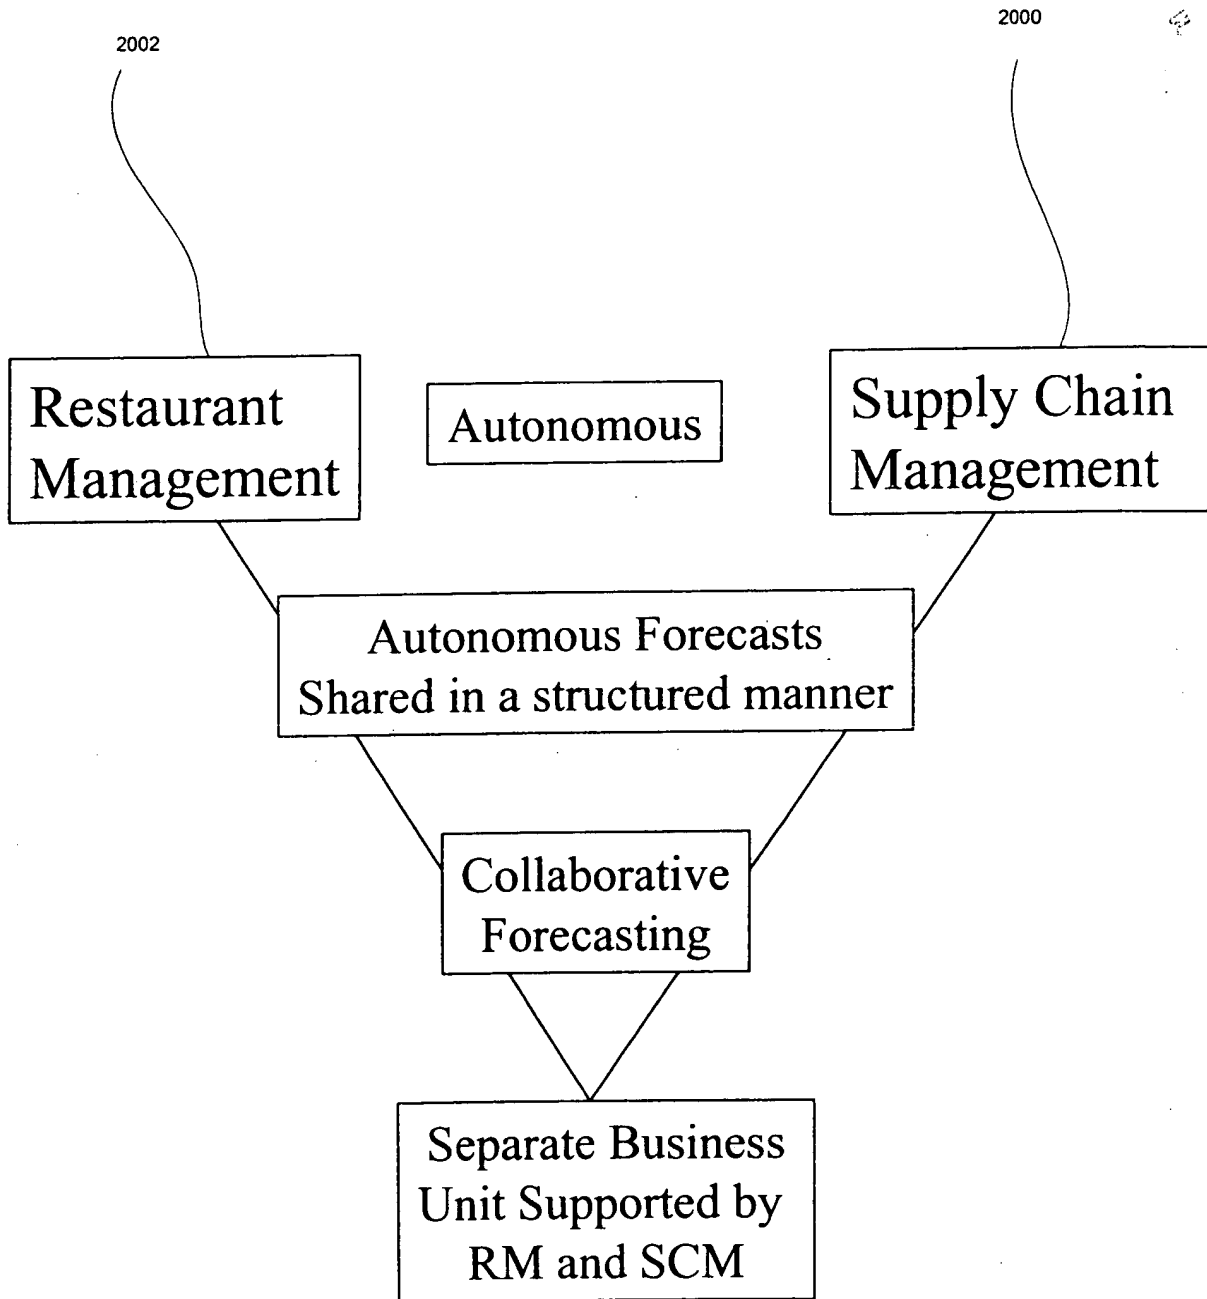 2002
2000
Restaurant
Management
Autonomous
Supply Chain
Management
Autonomous Forecasts
Shared in a structured manner
Collaborative
Forecasting
Separate Business
Unit Supported by
RM and SCM